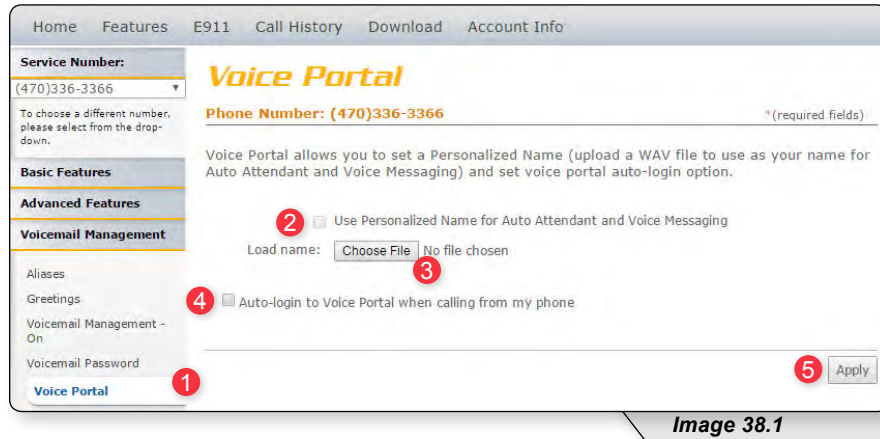 Home Features E911 Call History Download Account Info
Service Number:
(470)336-3366 ▼
To choose a different number,
please select from the drop-
down.
Basic Features
Advanced Features
Voicemail Management
Aliases
Greetings
Voicemail Management -
On
Voicemail Password
Voice Portal
1
Voice Portal
Phone Number: (470)336-3366 *(required fields)
Voice Portal allows you to set a Personalized Name (upload a WAV file to use as your name for
Auto Attendant and Voice Messaging) and set voice portal auto-login option.
2 Use Personalized Name for Auto Attendant and Voice Messaging
Load name: Choose File No file chosen
3
4 Auto-login to Voice Portal when calling from my phone
5 Apply
Image 38.1